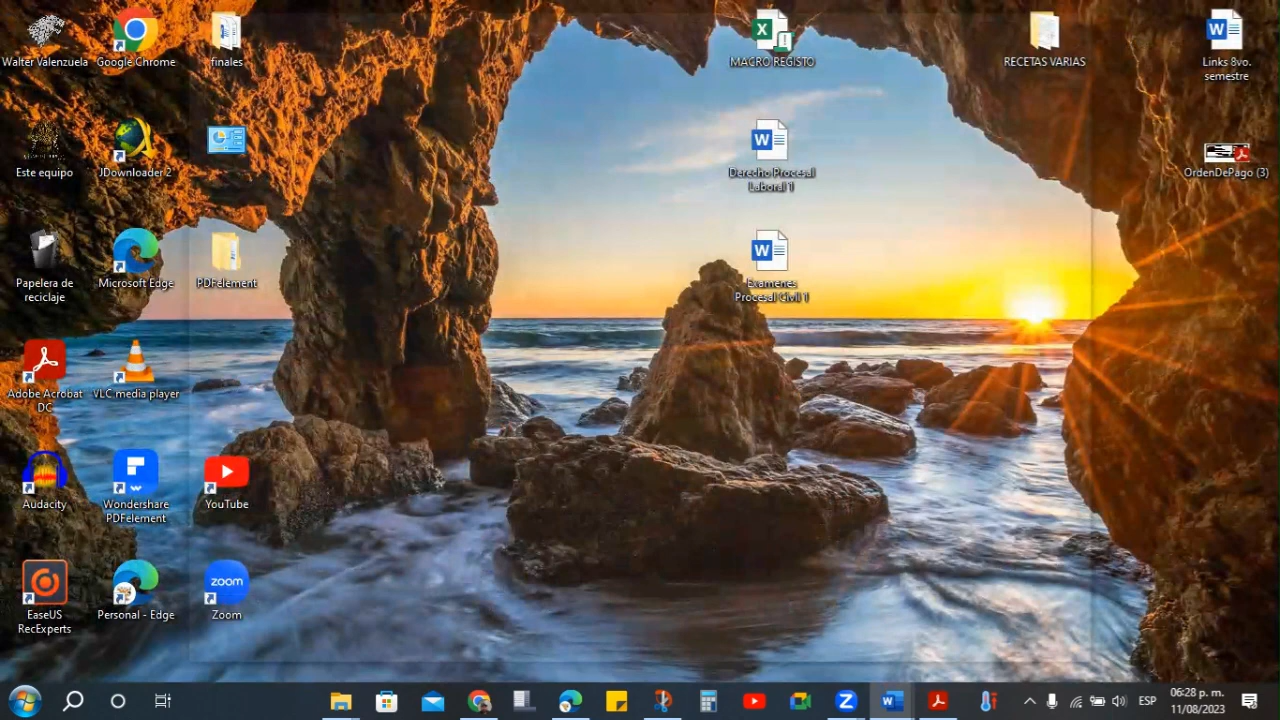 Walter Valenzuela
Google Chrome
finales
MACRO REGISTO
RECETAS VARIAS
Links 8vo.
semestre
Este equipo
JDownloader 2
Derecho Procesal
Laboral 1
OrdenDePago (3)
Papelera de
reciclaje
Microsoft Edge
PDFelement
Examenes
Procesal Civil 1
Adobe Acrobat
DC
VLC media player
Audacity
Wondershare
PDFelement
YouTube
EaseUS
RecExperts
Personal - Edge
zoom
Zoom
ESP
06:28 p. m.
11/08/2023